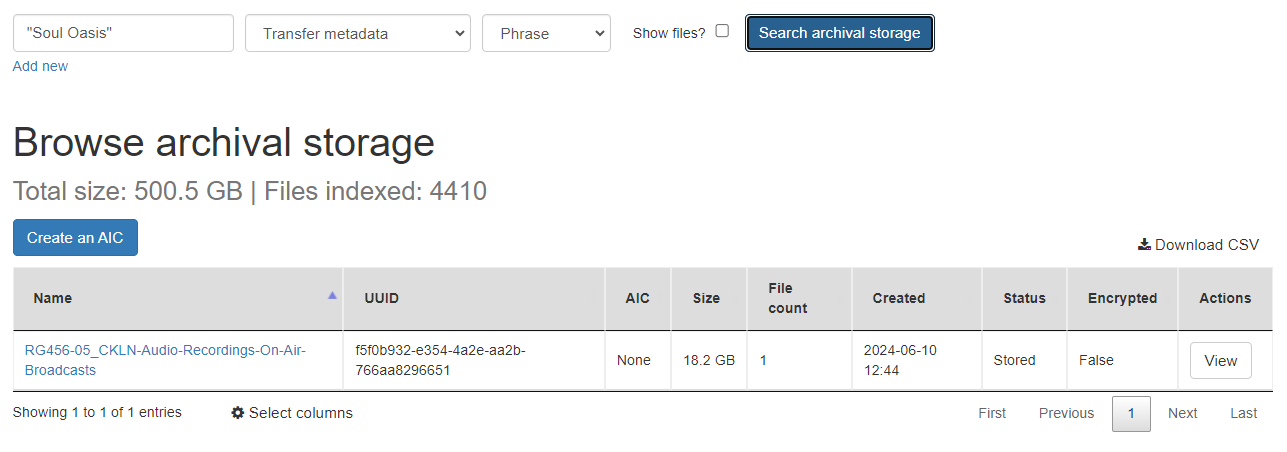 "Soul Oasis" Transfer metadata Phrase Show files? Search archival storage
Add new
Browse archival storage
Total size: 500.5 GB | Files indexed: 4410
Create an AIC
Download CSV
Name UUID AIC Size File count Created Status Encrypted Actions
RG456-05_CKLN-Audio-Recordings-On-Air-
Broadcasts
f5f0b932-e354-4a2e-aa2b-
766aa8296651
None 18.2 GB 1
2024-06-10
12:44
Stored False View
Showing 1 to 1 of 1 entries Select columns First Previous 1 Next Last